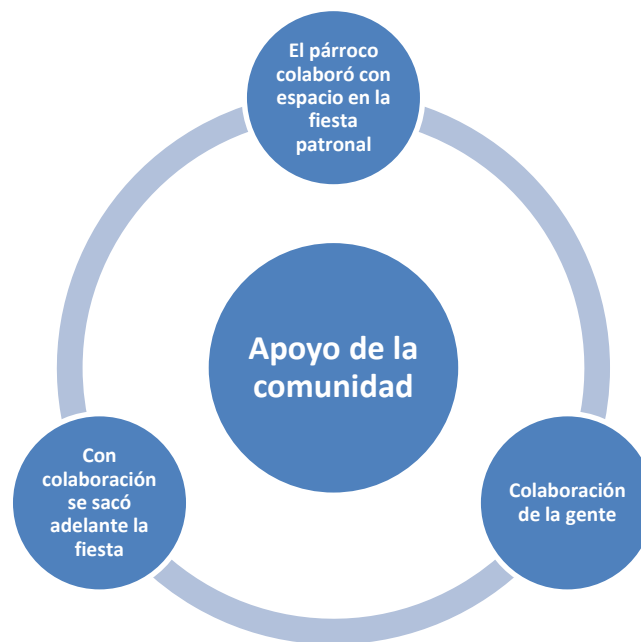 El párroco
colaboró con
espacio en la
fiesta
patronal
Apoyo de la
comunidad
Con
colaboración
se sacó
adelante la
fiesta
Colaboración
de la gente